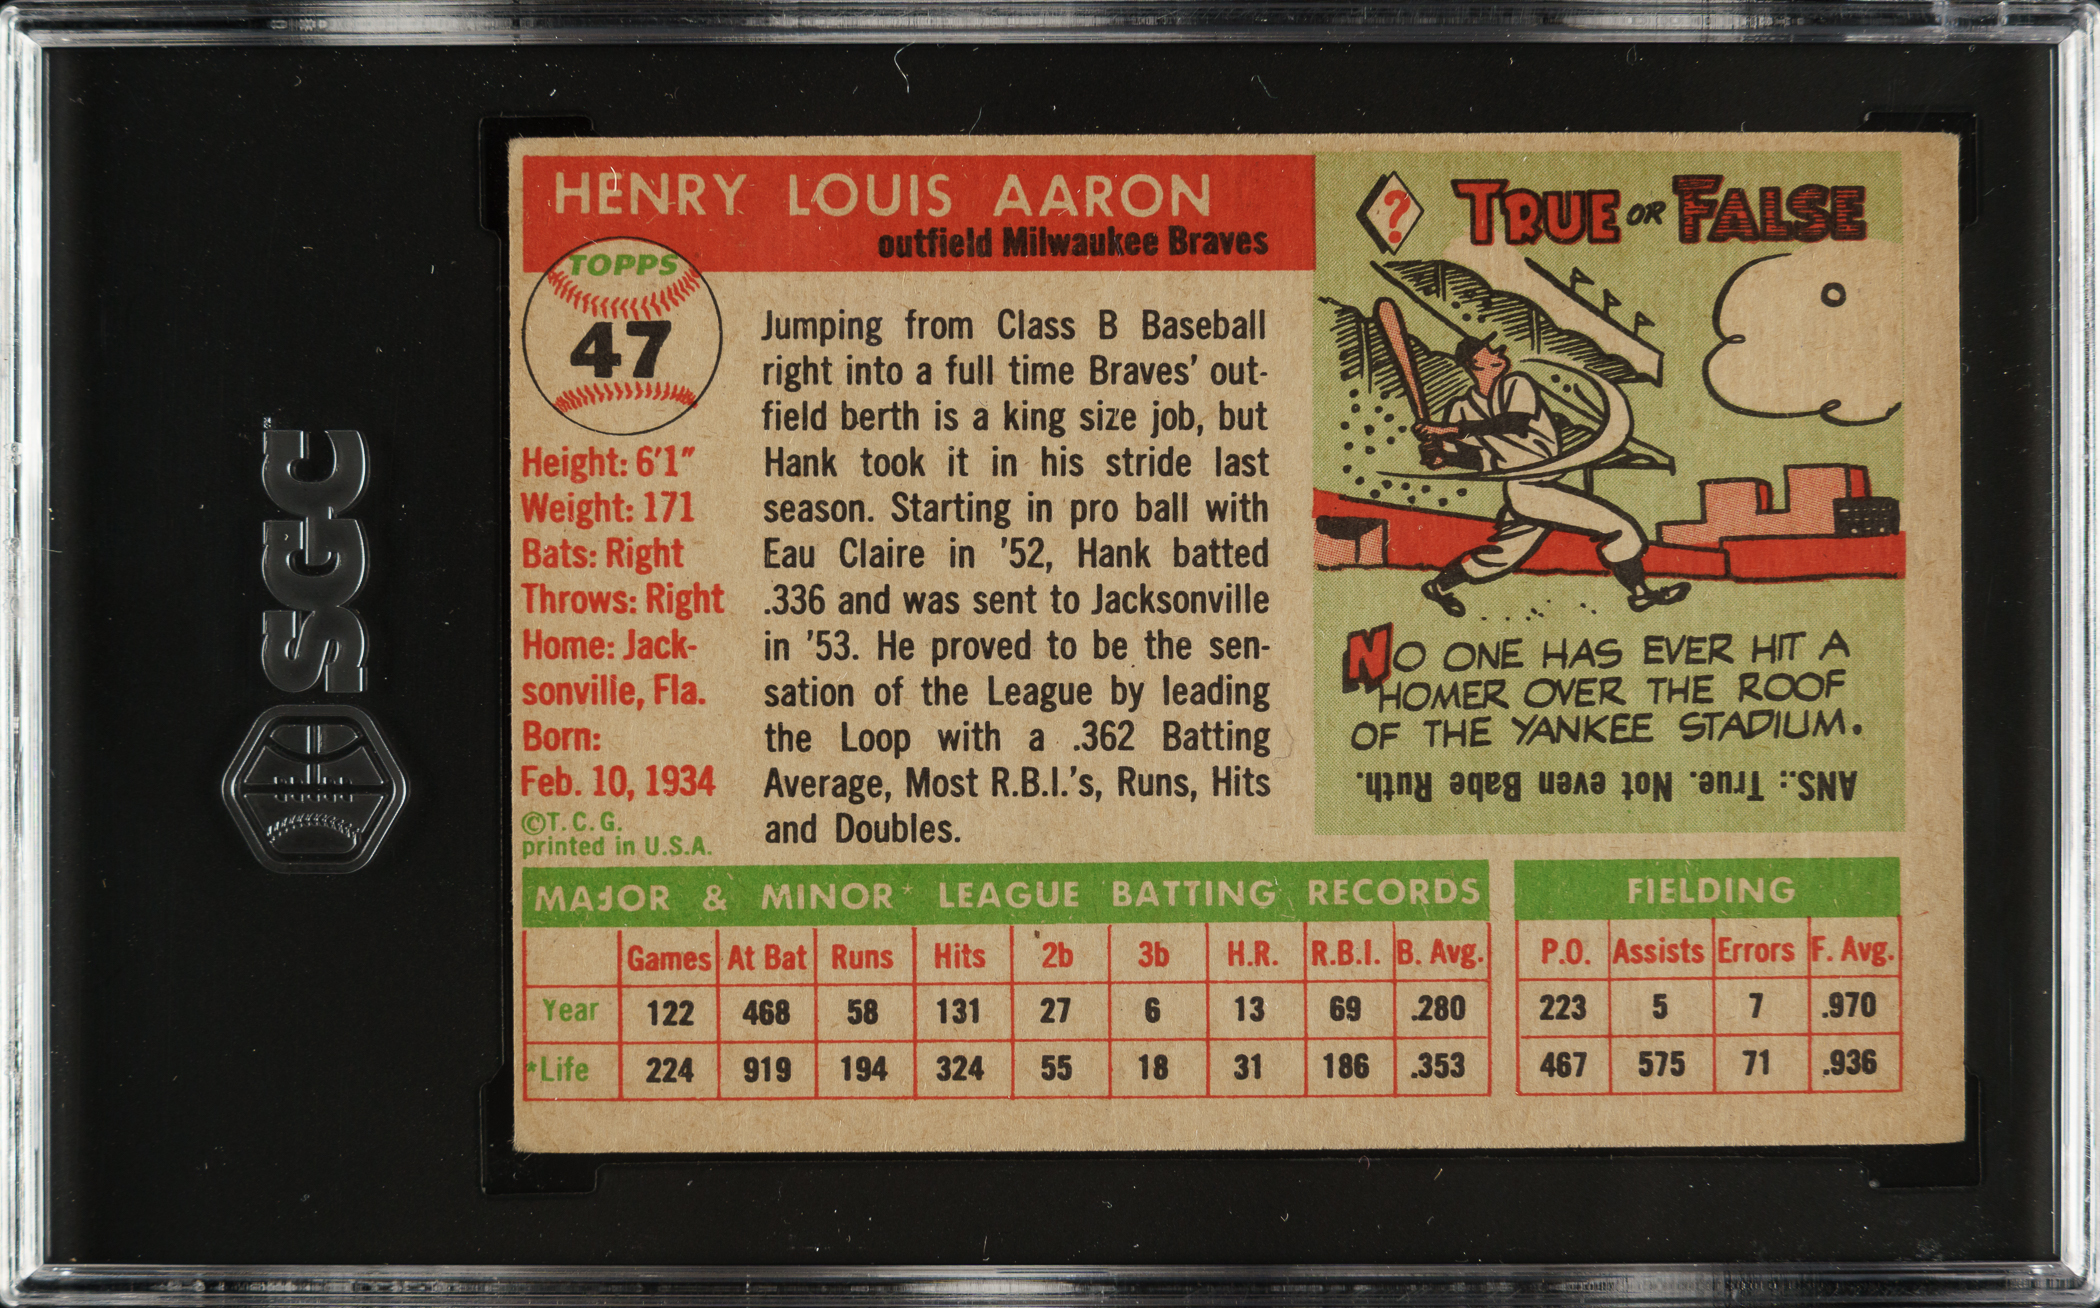 SGC
HENRY LOUIS AARON
outfield Milwaukee Braves
TOPPS
47
Height: 6'1"
Weight: 171
Bats: Right
Throws: Right
Home: Jack-
sonville, Fla.
Born:
Feb. 10, 1934
©T. C. G.
printed in U.S.A.
Jumping from Class B Baseball
right into a full time Braves' out-
field berth is a king size job, but
Hank took it in his stride last
season. Starting in pro ball with
Eau Claire in '52, Hank batted
.336 and was sent to Jacksonville
in '53. He proved to be the sen-
sation of the League by leading
the Loop with a .362 Batting
Average, Most R.B.I.'s, Runs, Hits
and Doubles.
? TRUE OR FALSE
NO ONE HAS EVER HIT A
HOMER OVER THE ROOF
OF THE YANKEE STADIUM.
ANS.: True. Not even Babe Ruth.
MAJOR & MINOR* LEAGUE BATTING RECORDS
Games At Bat Runs Hits 2b 3b H.R. R.B.I. B. Avg.
Year 122 468 58 131 27 6 13 69 .280
*Life 224 919 194 324 55 18 31 186 .353
FIELDING
P.O. Assists Errors F. Avg.
223 5 7 .970
467 575 71 .936